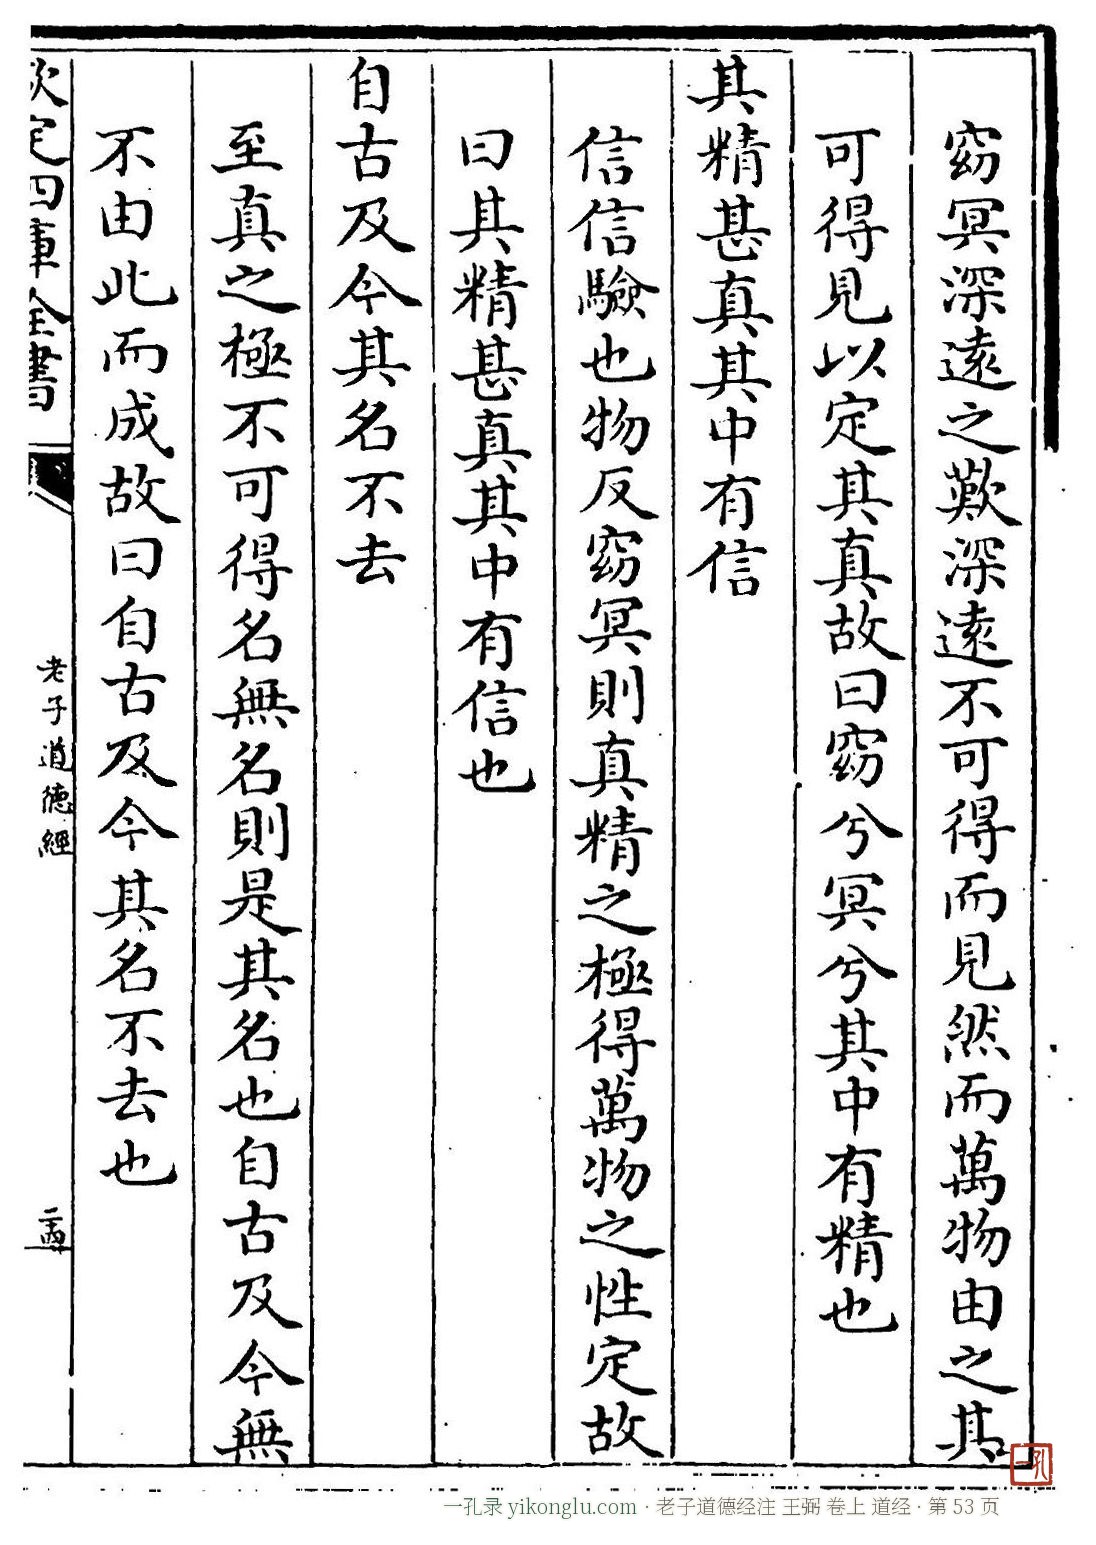 窈冥深遠之歎深遠不可得而見然而萬物由之其
可得見以定其真故曰窈兮冥兮其中有精也
其精甚真其中有信
信信驗也物反窈冥則真精之極得萬物之性定故
曰其精甚真其中有信也
自古及今其名不去
至真之極不可得名無名則是其名也自古及今無
不由此而成故曰自古及今其名不去也
欽定四庫全書
老子道德經
一孔
一孔录 yikonglu.com · 老子道德经注 王弼 卷上 道经 · 第 53 页